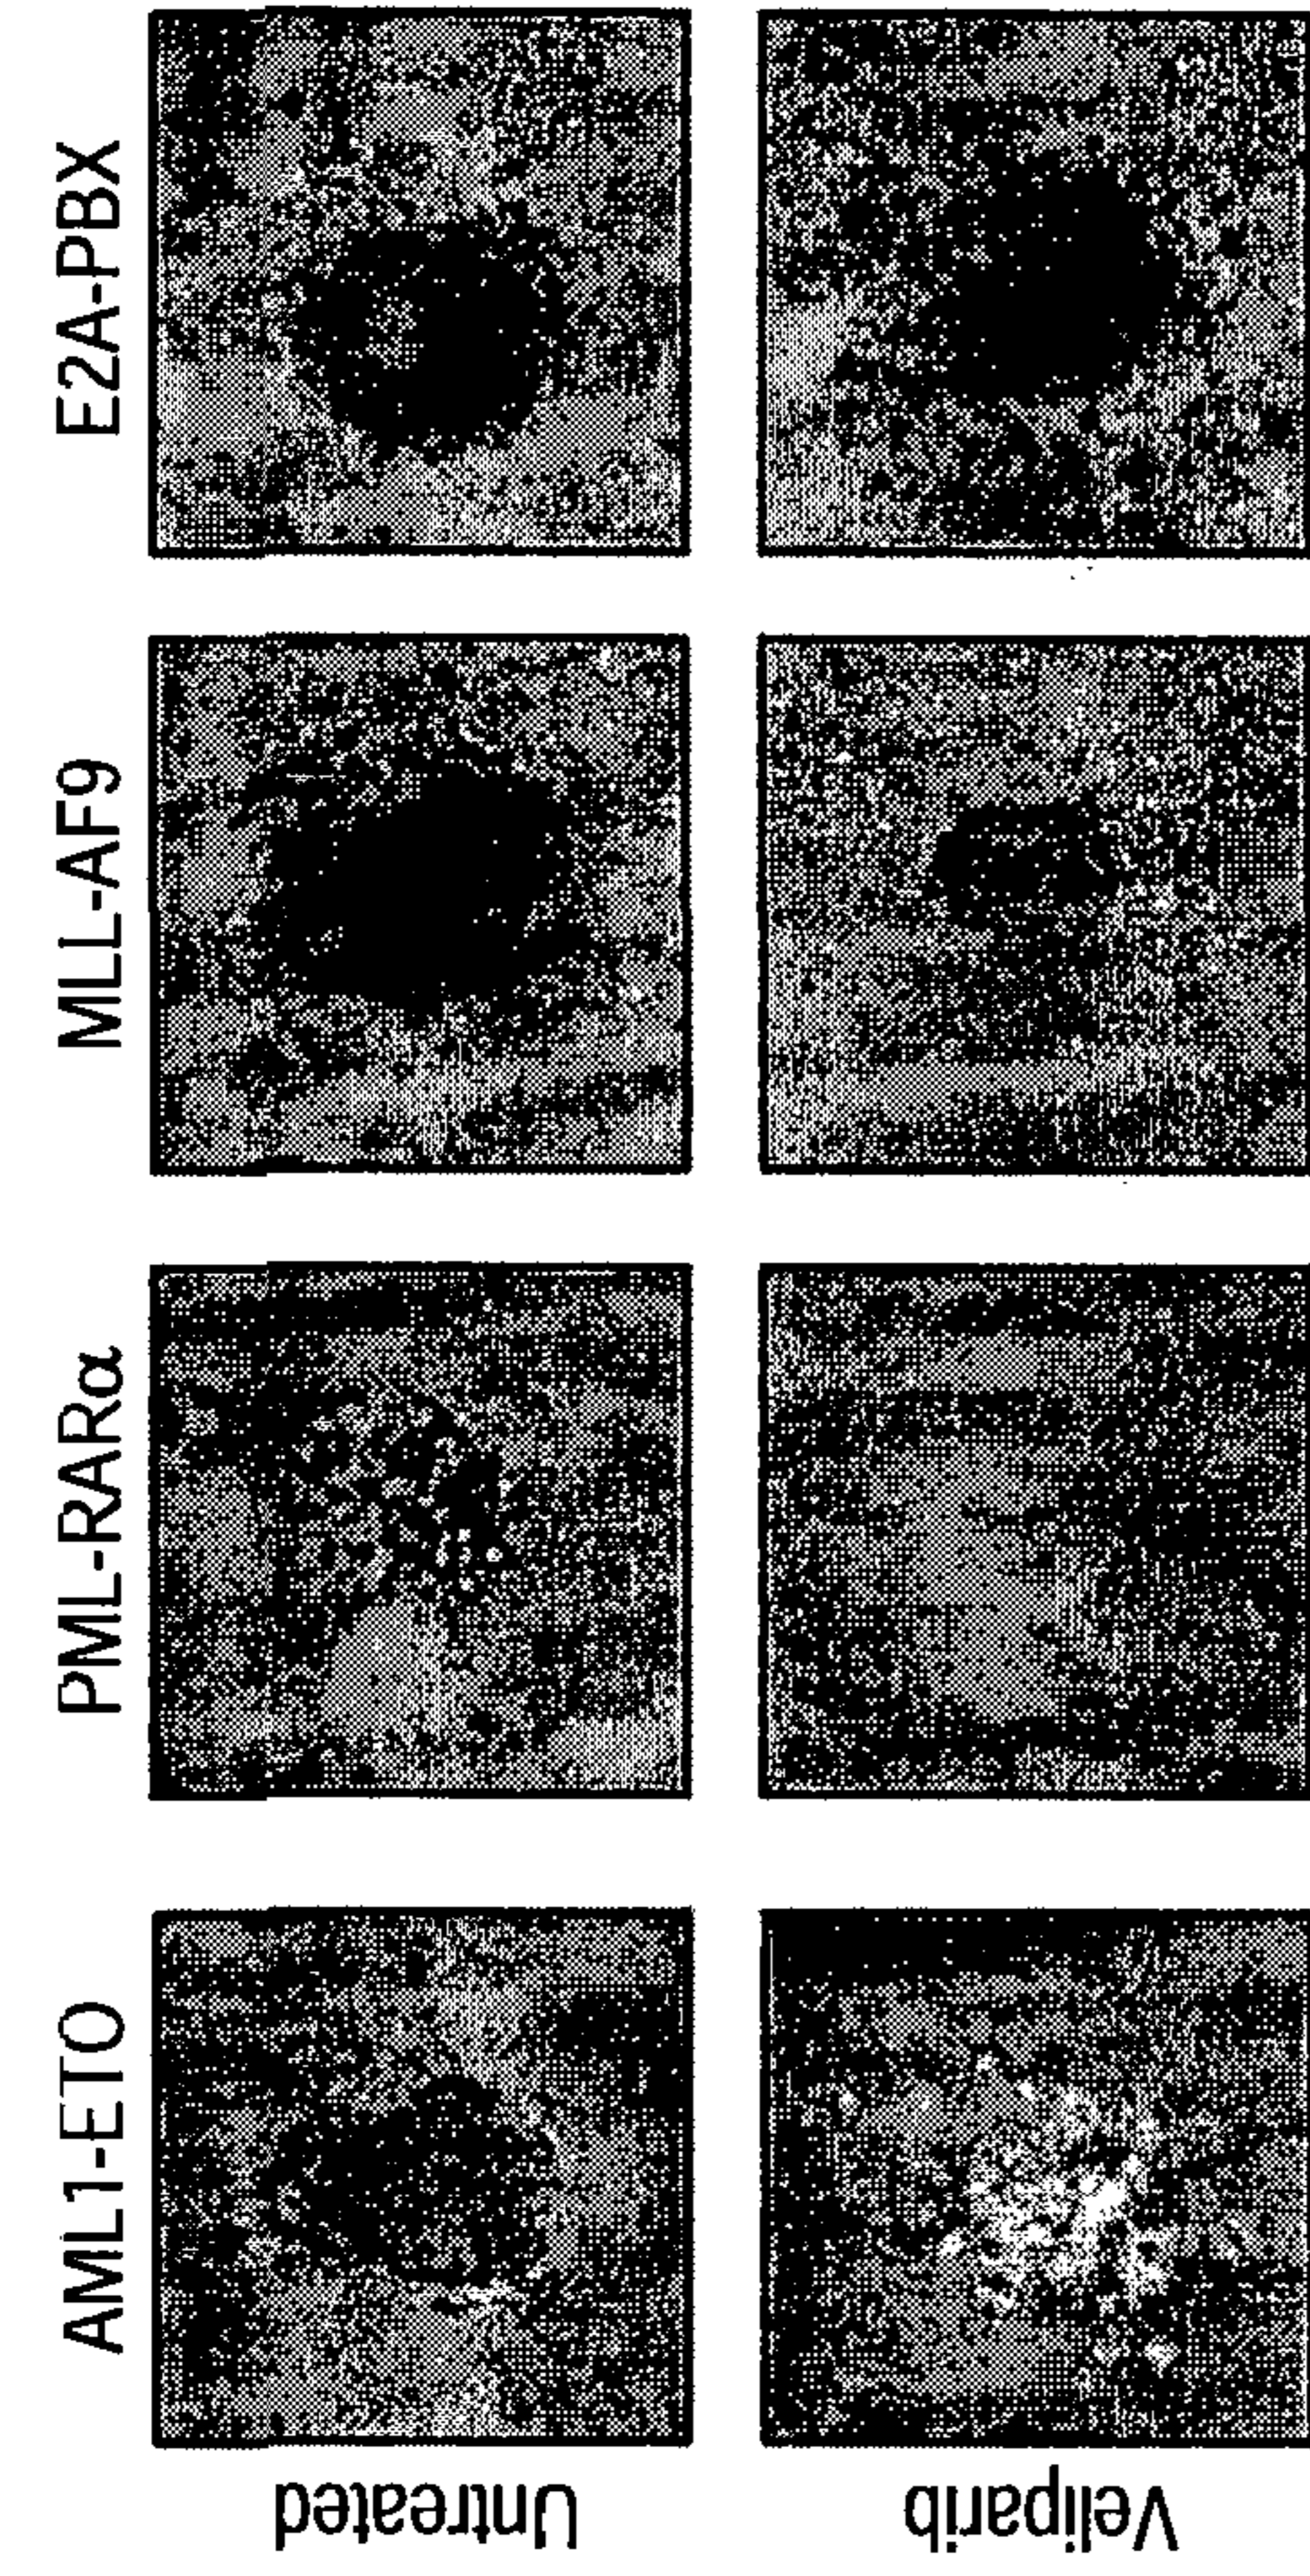 AML1-ETO
PML-RARα
MLL-AF9
E2A-PBX
Untreated
Veliparib